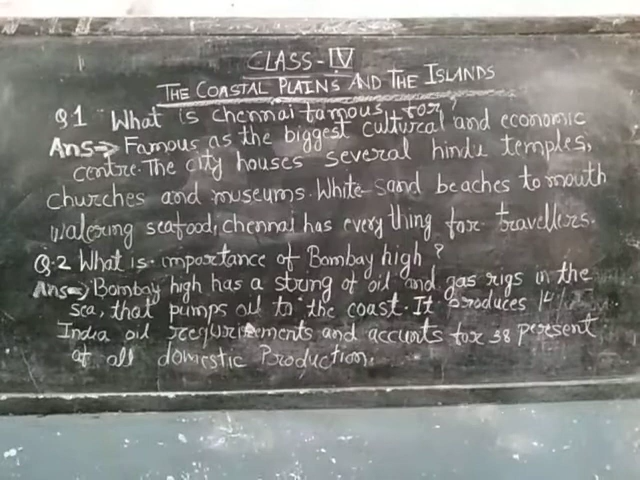 CLASS-IV
THE COASTAL PLAINS AND THE ISLANDS
Q1 What is chennai famous for?
Ans→ Famous as the biggest cultural and economic
centre. The city houses several hindu temples,
churches and museums. White sand beaches to mouth
watering seafood, chennai has every thing for travellers.
Q.2 What is importance of Bombay high?
Ans→ Bombay high has a string of oil and gas rigs in the
sea, that pumps oil to the coast. It produces 14
India oil requirements and accunts for 38 persent
of all domestic Production.